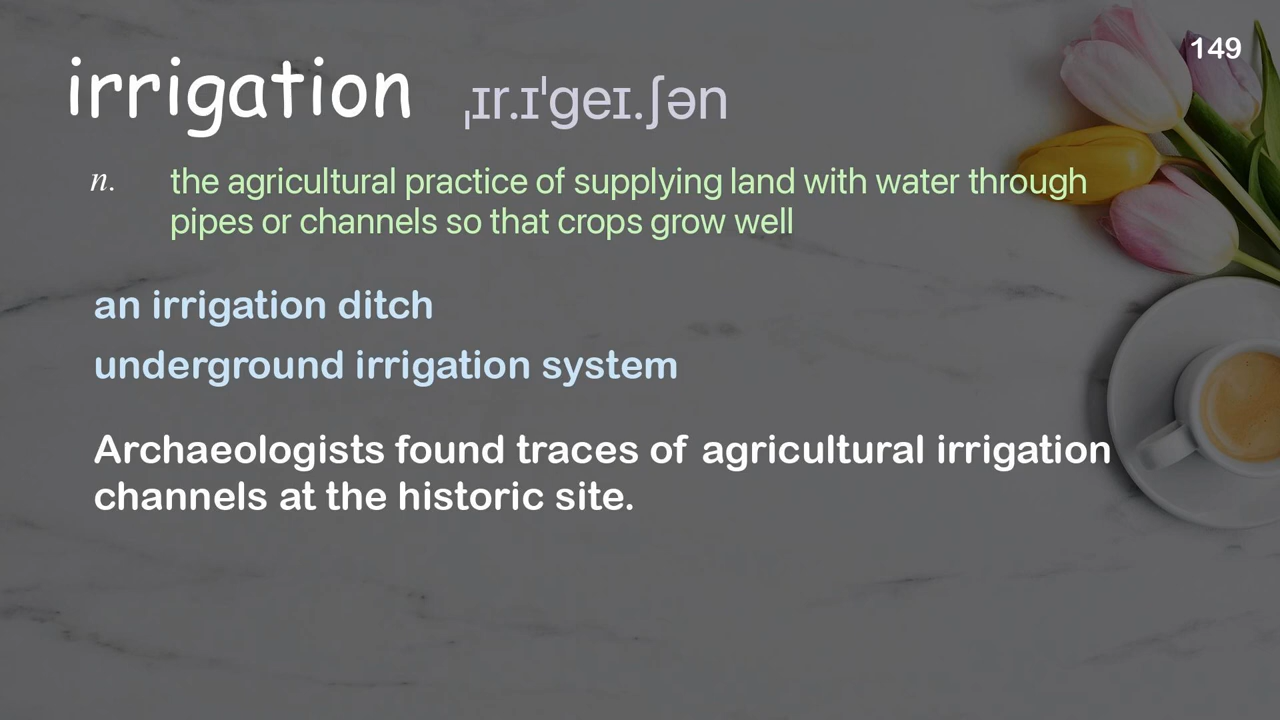 149
irrigation ˌɪr.ɪˈɡeɪ.ʃən
n. the agricultural practice of supplying land with water through
pipes or channels so that crops grow well
an irrigation ditch
underground irrigation system
Archaeologists found traces of agricultural irrigation
channels at the historic site.